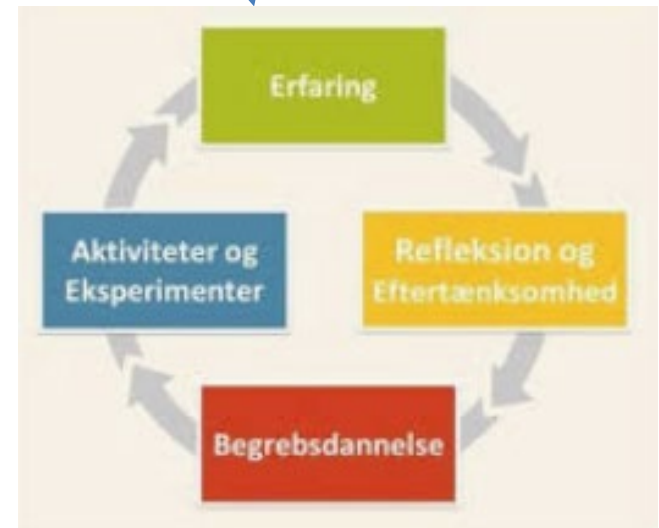 Erfaring
Refleksion og
Eftertænksomhed
Begrebsdannelse
Aktiviteter og
Eksperimenter